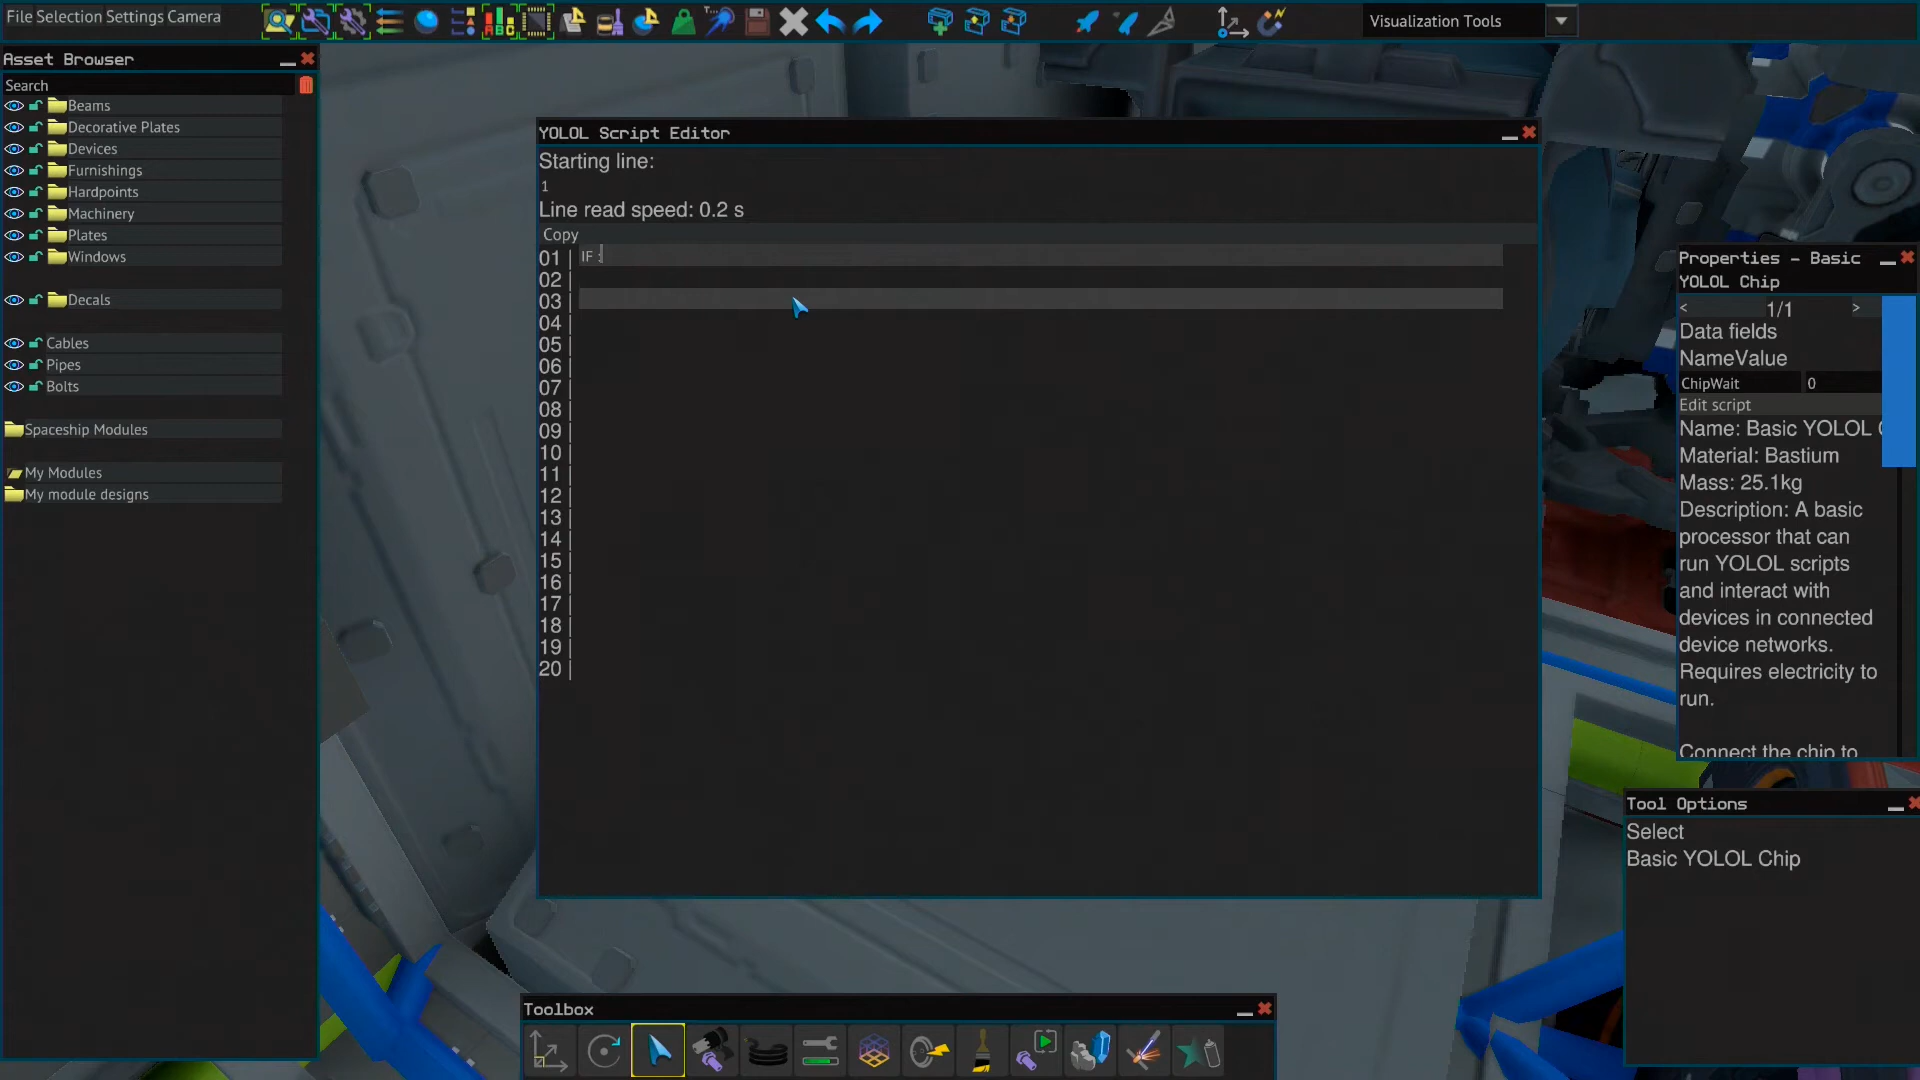 File Selection Settings Camera
Visualization Tools
Asset Browser
Search
Beams
Decorative Plates
Devices
Furnishings
Hardpoints
Machinery
Plates
Windows
Decals
Cables
Pipes
Bolts
Spaceship Modules
My Modules
My module designs
YOLOL Script Editor
Starting line:
1
Line read speed: 0.2 s
Copy
01 | IF :
02 |
03 |
04 |
05 |
06 |
07 |
08 |
09 |
10 |
11 |
12 |
13 |
14 |
15 |
16 |
17 |
18 |
19 |
20 |
Properties - Basic
YOLOL Chip
< 1/1 >
Data fields
NameValue
ChipWait 0
Edit script
Name: Basic YOLOL
Material: Bastium
Mass: 25.1kg
Description: A basic
processor that can
run YOLOL scripts
and interact with
devices in connected
device networks.
Requires electricity to
run.
Connect the chip to
Tool Options
Select
Basic YOLOL Chip
Toolbox